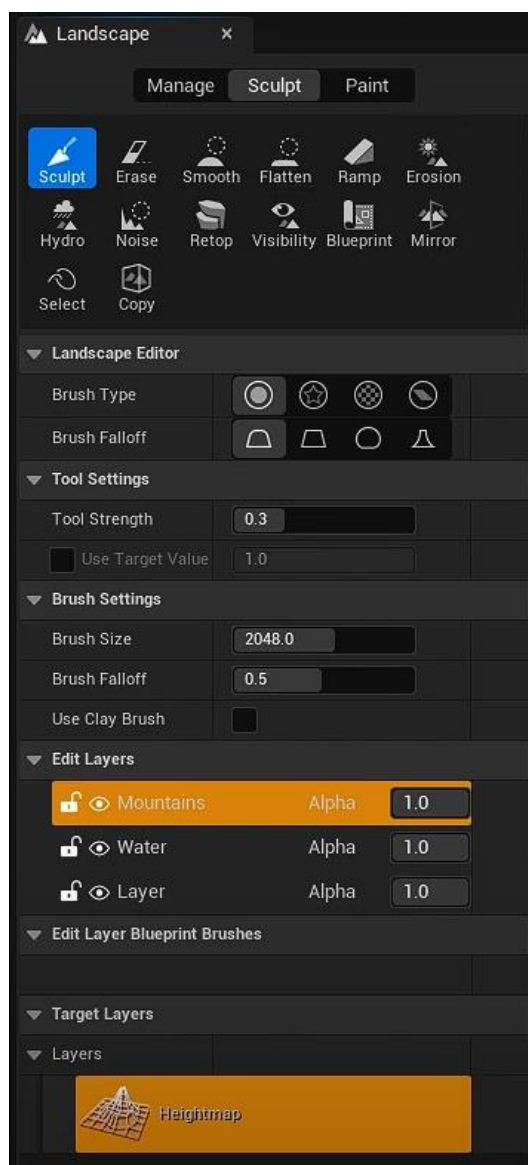 Landscape ×
Manage Sculpt Paint
Sculpt Erase Smooth Flatten Ramp Erosion
Hydro Noise Retop Visibility Blueprint Mirror
Select Copy
Landscape Editor
Brush Type
Brush Falloff
Tool Settings
Tool Strength 0.3
Use Target Value 1.0
Brush Settings
Brush Size 2048.0
Brush Falloff 0.5
Use Clay Brush
Edit Layers
Mountains Alpha 1.0
Water Alpha 1.0
Layer Alpha 1.0
Edit Layer Blueprint Brushes
Target Layers
Layers
Heightmap